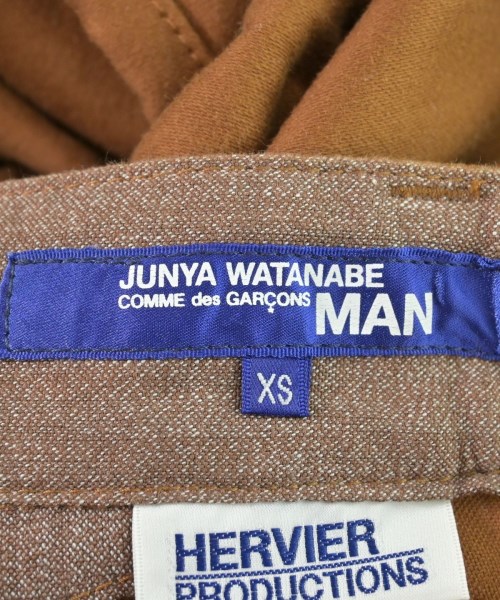 JUNYA WATANABE
COMME des GARÇONS MAN
XS
HERVIER
PRODUCTIONS